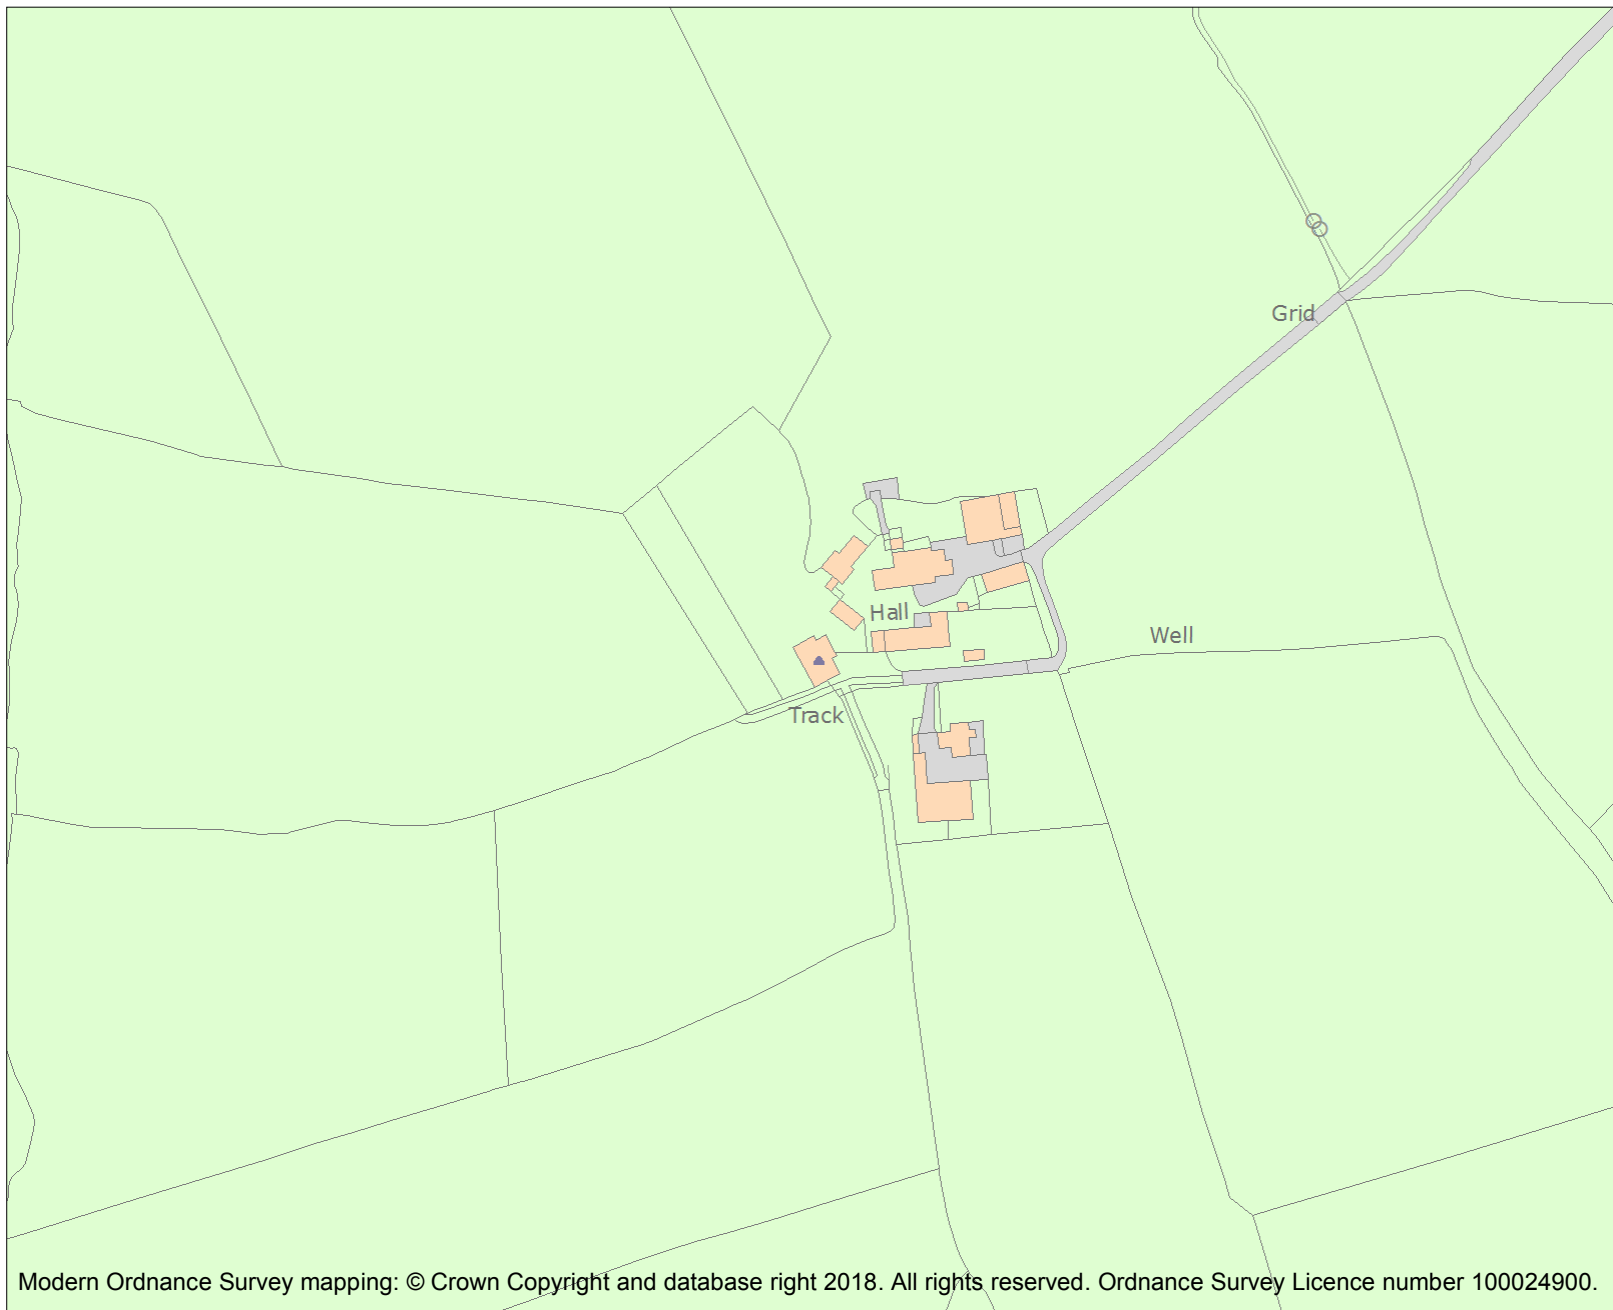 Grid
Hall
Well
Track
Modern Ordnance Survey mapping: © Crown Copyright and database right 2018. All rights reserved. Ordnance Survey Licence number 100024900.